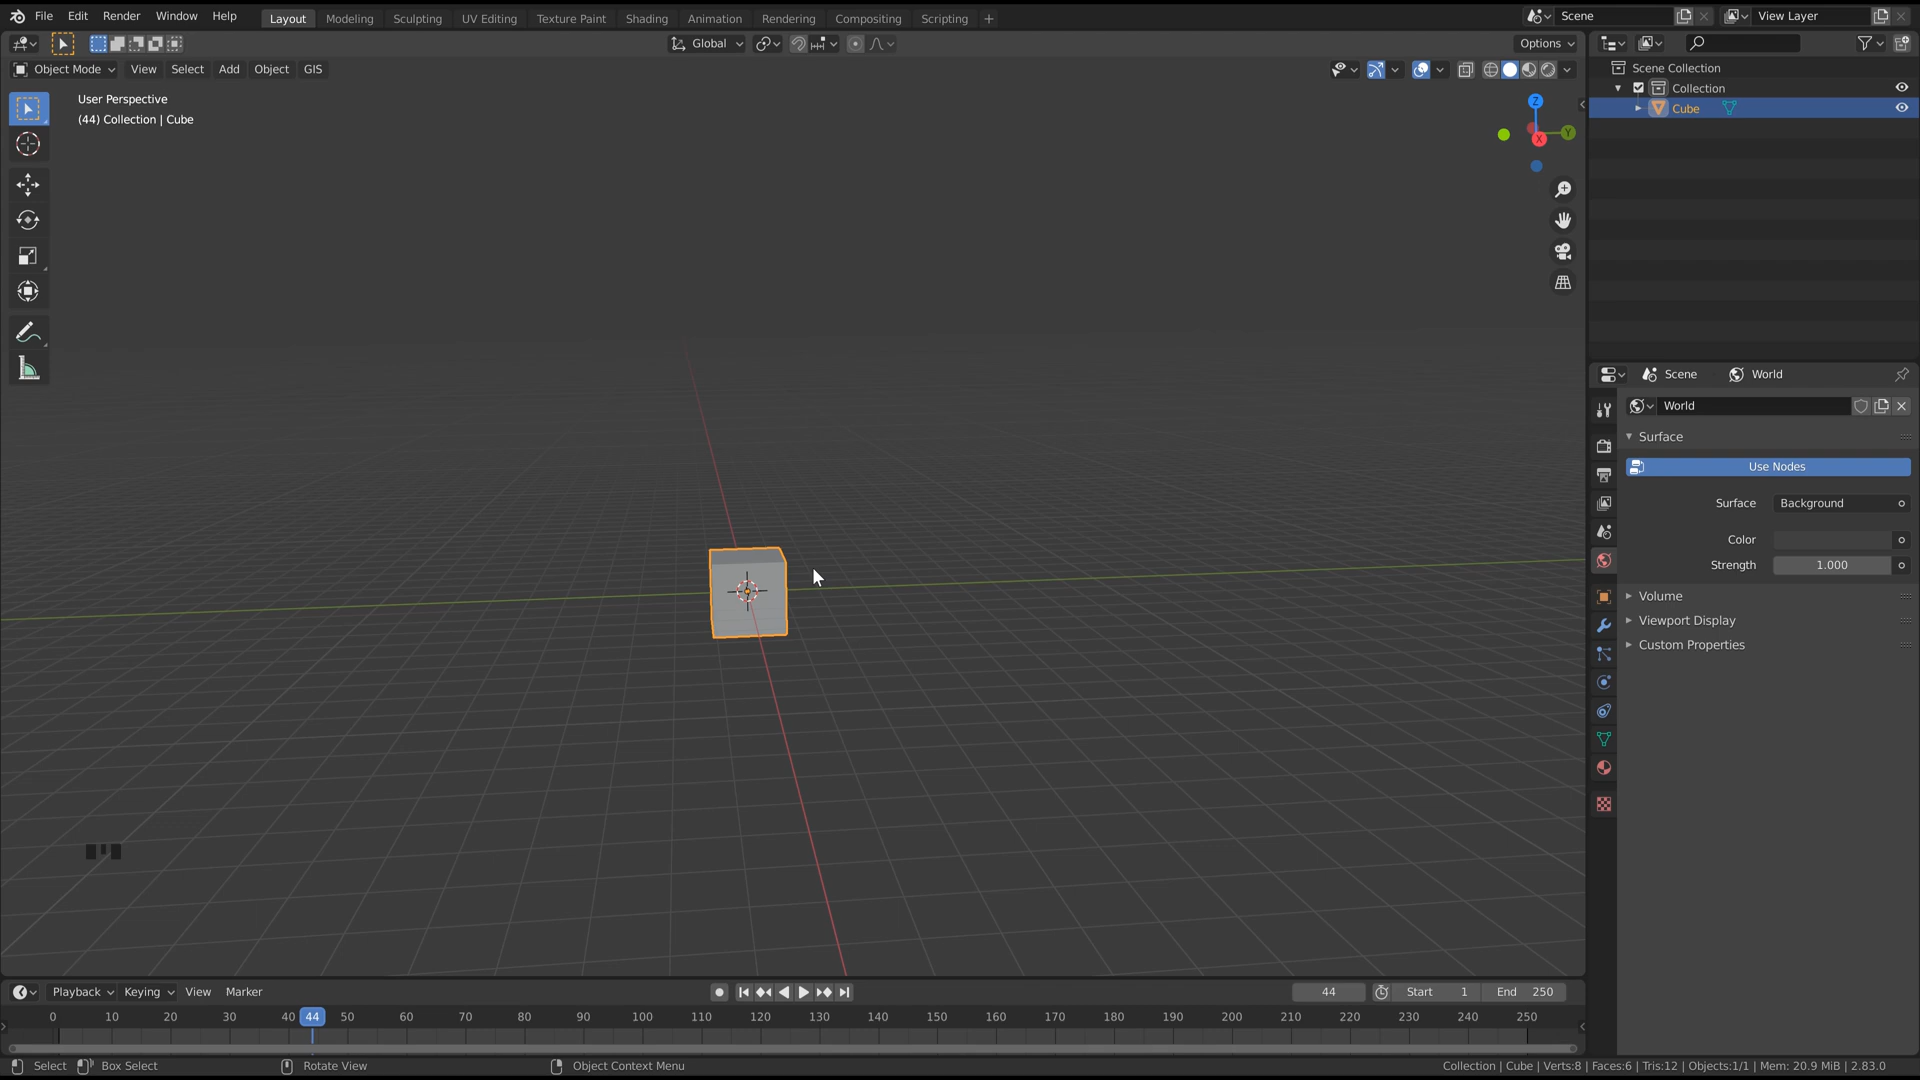 File Edit Render Window Help Layout Modeling Sculpting UV Editing Texture Paint Shading Animation Rendering Compositing Scripting + Scene View Layer
Global Options
Object Mode View Select Add Object GIS
User Perspective
(44) Collection | Cube
Z
Y
X
Scene Collection
Collection
Cube
Scene World
World
Surface
Use Nodes
Surface Background
Color
Strength 1.000
Volume
Viewport Display
Custom Properties
Playback Keying View Marker 44 Start 1 End 250
0 10 20 30 40 44 50 60 70 80 90 100 110 120 130 140 150 160 170 180 190 200 210 220 230 240 250
Select Box Select Rotate View Object Context Menu Collection | Cube | Verts:8 | Faces:6 | Tris:12 | Objects:1/1 | Mem: 20.9 MiB | 2.83.0